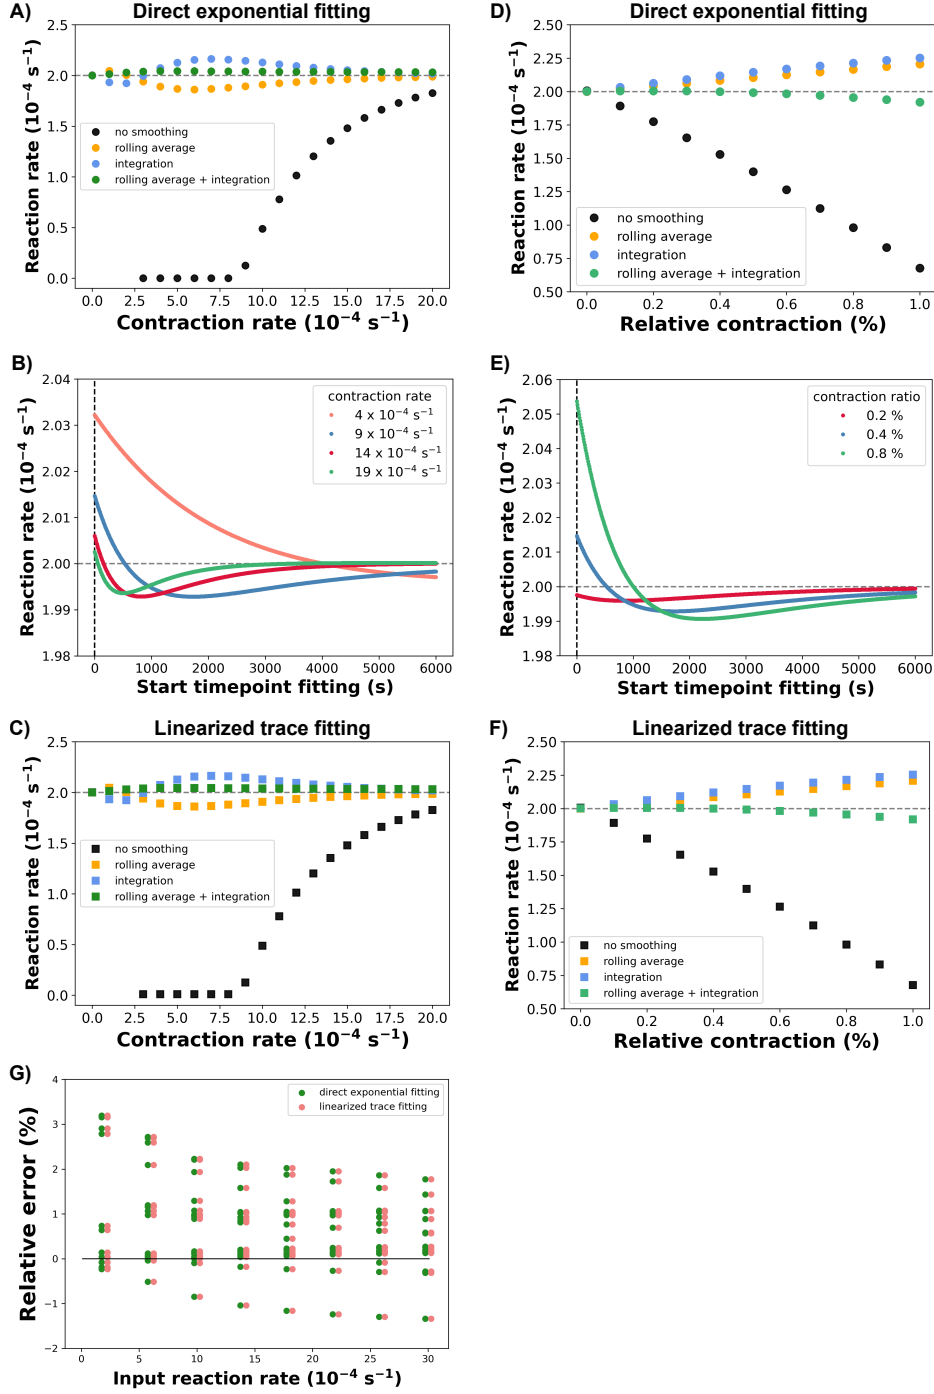 A)
Direct exponential fitting
Reaction rate (10⁻⁴ s⁻¹)
2.5
2.0
1.5
1.0
0.5
0.0
no smoothing
rolling average
integration
rolling average + integration
0.0 2.5 5.0 7.5 10.0 12.5 15.0 17.5 20.0
Contraction rate (10⁻⁴ s⁻¹)
D)
Direct exponential fitting
Reaction rate (10⁻⁴ s⁻¹)
2.50
2.25
2.00
1.75
1.50
1.25
1.00
0.75
0.50
no smoothing
rolling average
integration
rolling average + integration
0.0 0.2 0.4 0.6 0.8 1.0
Relative contraction (%)
B)
Reaction rate (10⁻⁴ s⁻¹)
2.04
2.03
2.02
2.01
2.00
1.99
1.98
contraction rate
4 x 10⁻⁴ s⁻¹
9 x 10⁻⁴ s⁻¹
14 x 10⁻⁴ s⁻¹
19 x 10⁻⁴ s⁻¹
0 1000 2000 3000 4000 5000 6000
Start timepoint fitting (s)
E)
Reaction rate (10⁻⁴ s⁻¹)
2.06
2.05
2.04
2.03
2.02
2.01
2.00
1.99
1.98
contraction ratio
0.2 %
0.4 %
0.8 %
0 1000 2000 3000 4000 5000 6000
Start timepoint fitting (s)
C)
Linearized trace fitting
Reaction rate (10⁻⁴ s⁻¹)
2.5
2.0
1.5
1.0
0.5
0.0
no smoothing
rolling average
integration
rolling average + integration
0.0 2.5 5.0 7.5 10.0 12.5 15.0 17.5 20.0
Contraction rate (10⁻⁴ s⁻¹)
F)
Linearized trace fitting
Reaction rate (10⁻⁴ s⁻¹)
2.50
2.25
2.00
1.75
1.50
1.25
1.00
0.75
0.50
no smoothing
rolling average
integration
rolling average + integration
0.0 0.2 0.4 0.6 0.8 1.0
Relative contraction (%)
G)
Relative error (%)
4
3
2
1
0
−1
−2
direct exponential fitting
linearized trace fitting
0 5 10 15 20 25 30
Input reaction rate (10⁻⁴ s⁻¹)